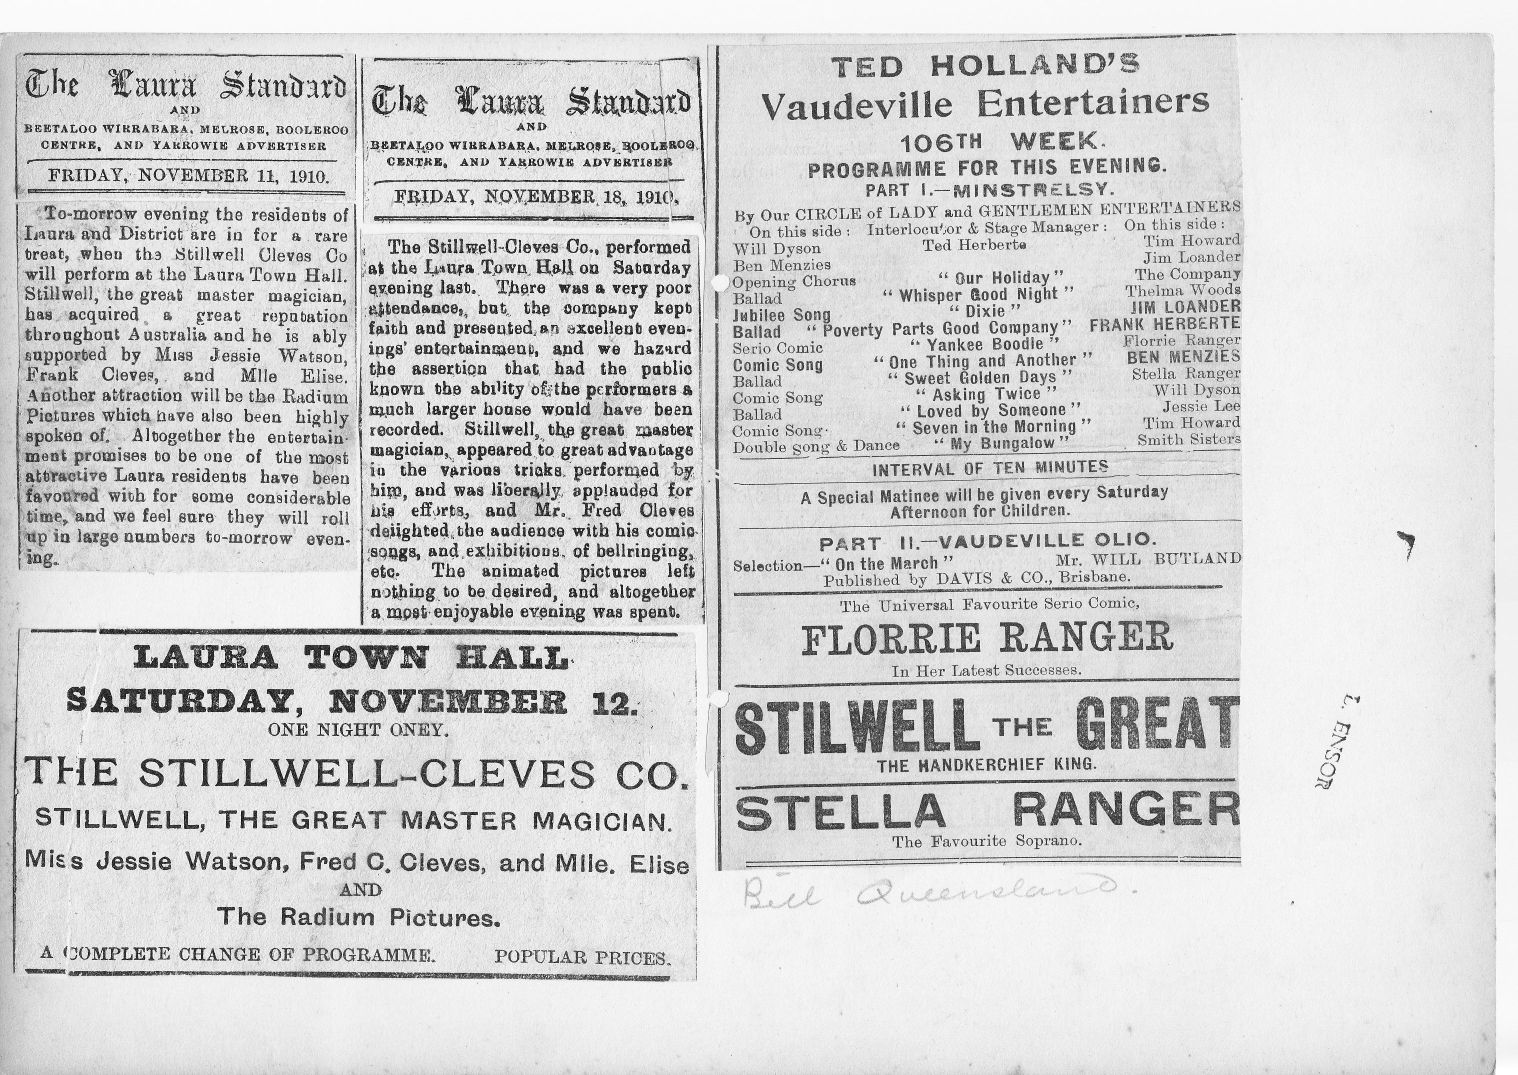 The Laura Standard
AND
BEETALOO WIRRABARA, MELROSE, BOOLEROO
CENTRE, AND YARROWIE ADVERTISER
FRIDAY, NOVEMBER 11, 1910.
To-morrow evening the residents of
Laura and District are in for a rare
treat, when the Stillwell Cleves Co
will perform at the Laura Town Hall.
Stillwell, the great master magician,
has acquired a great reputation
throughout Australia and he is ably
supported by Miss Jessie Watson,
Frank Cleves, and Mlle Elise.
Another attraction will be the Radium
Pictures which have also been highly
spoken of. Altogether the entertain-
ment promises to be one of the most
attractive Laura residents have been
favoured with for some considerable
time, and we feel sure they will roll
up in large numbers to-morrow even-
ing.
The Laura Standard
AND
BEETALOO WIRRABARA, MELROSE, BOOLEROO,
CENTRE, AND YARROWIE ADVERTISER
FRIDAY, NOVEMBER 18, 1910.
The Stillwell-Cleves Co., performed
at the Laura Town Hall on Saturday
evening last. There was a very poor
attendance, but the company kept
faith and presented an excellent even-
ings' entertainment, and we hazard
the assertion that had the public
known the ability of the performers a
much larger house would have been
recorded. Stillwell, the great master
magician, appeared to great advantage
in the various tricks performed by
him, and was liberally applauded for
his efforts, and Mr. Fred Cleves
delighted the audience with his comic
songs, and exhibitions of bellringing,
etc. The animated pictures left
nothing to be desired, and altogether
a most enjoyable evening was spent.
LAURA TOWN HALL
SATURDAY, NOVEMBER 12.
ONE NIGHT ONEY.
THE STILLWELL-CLEVES CO.
STILLWELL, THE GREAT MASTER MAGICIAN.
Miss Jessie Watson, Fred C. Cleves, and Mlle. Elise
AND
The Radium Pictures.
A COMPLETE CHANGE OF PROGRAMME. POPULAR PRICES.
TED HOLLAND'S
Vaudeville Entertainers
106TH WEEK.
PROGRAMME FOR THIS EVENING.
PART I.—MINSTRELSY.
By Our CIRCLE of LADY and GENTLEMEN ENTERTAINERS
On this side : Interlocutor & Stage Manager : On this side :
Will Dyson Ted Herberte Tim Howard
Ben Menzies Jim Loander
Opening Chorus "Our Holiday" The Company
Ballad "Whisper Good Night" Thelma Woods
Jubilee Song "Dixie" JIM LOANDER
Ballad "Poverty Parts Good Company" FRANK HERBERTE
Serio Comic "Yankee Boodie" Florrie Ranger
Comic Song "One Thing and Another" BEN MENZIES
Ballad "Sweet Golden Days" Stella Ranger
Comic Song "Asking Twice" Will Dyson
Ballad "Loved by Someone" Jessie Lee
Comic Song "Seven in the Morning" Tim Howard
Double song & Dance "My Bungalow" Smith Sisters
INTERVAL OF TEN MINUTES
A Special Matinee will be given every Saturday
Afternoon for Children.
PART II.—VAUDEVILLE OLIO.
Selection—"On the March" Mr. WILL BUTLAND
Published by DAVIS & CO., Brisbane.
The Universal Favourite Serio Comic,
FLORRIE RANGER
In Her Latest Successes.
STILWELL THE GREAT
THE HANDKERCHIEF KING.
STELLA RANGER
The Favourite Soprano.
Bill Queensland.
L. ENSOR